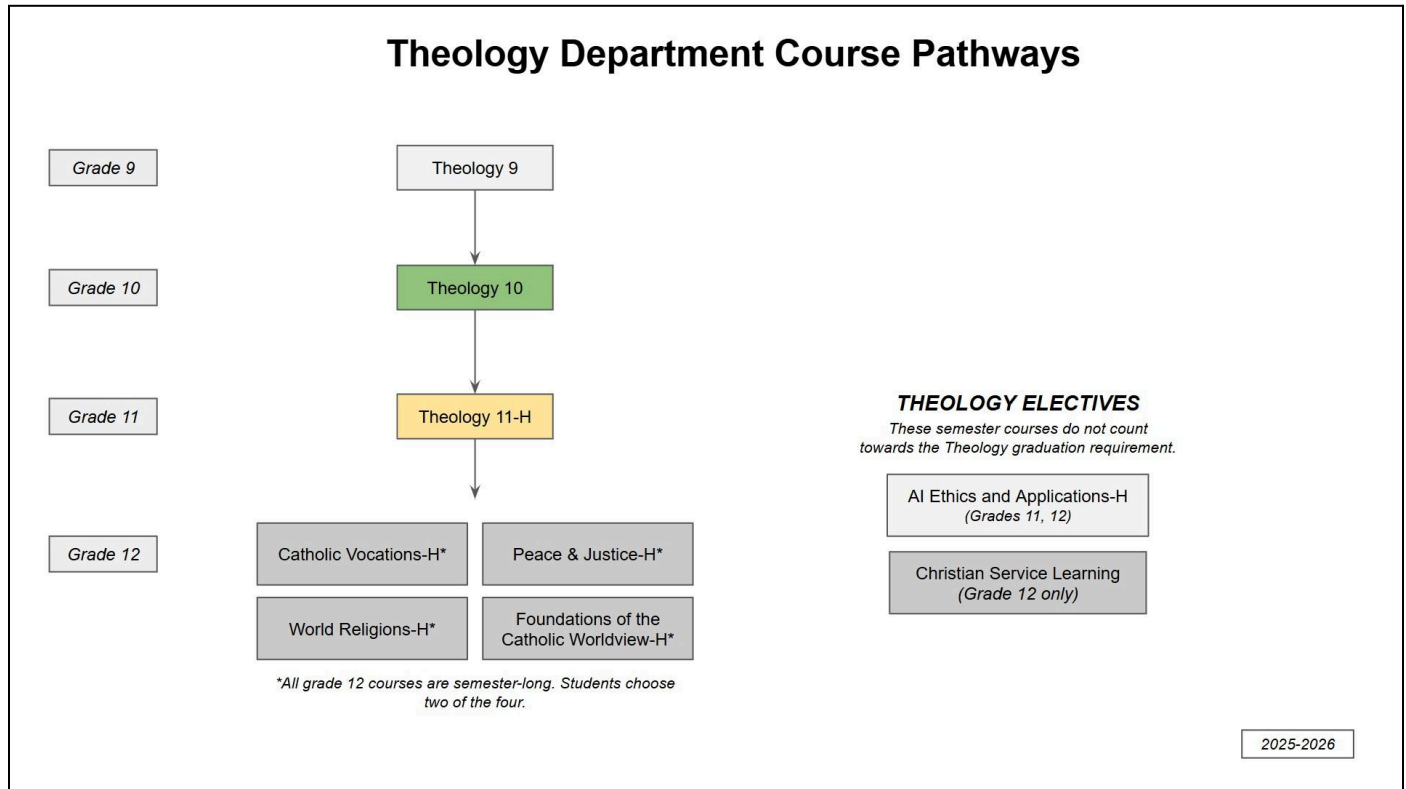 Theology Department Course Pathways
Grade 9
Theology 9
Grade 10
Theology 10
Grade 11
Theology 11-H
Grade 12
Catholic Vocations-H*
Peace & Justice-H*
World Religions-H*
Foundations of the
Catholic Worldview-H*
*All grade 12 courses are semester-long. Students choose
two of the four.
THEOLOGY ELECTIVES
These semester courses do not count
towards the Theology graduation requirement.
AI Ethics and Applications-H
(Grades 11, 12)
Christian Service Learning
(Grade 12 only)
2025-2026